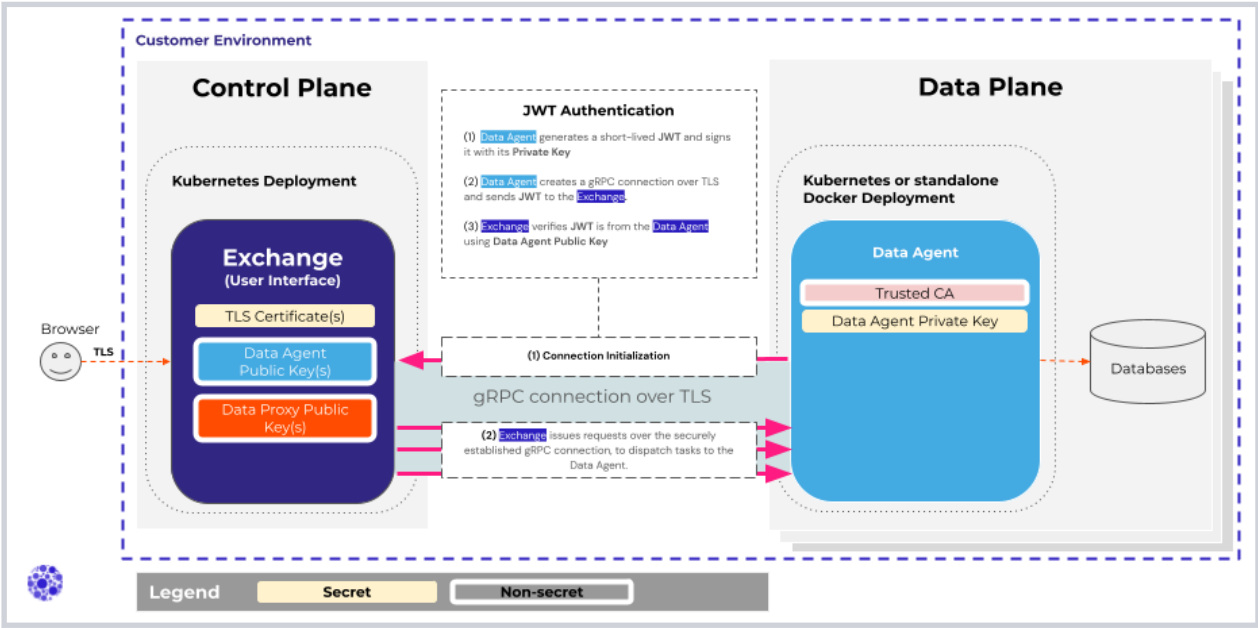 Customer Environment
Control Plane
Kubernetes Deployment
Exchange
(User Interface)
TLS Certificate(s)
Data Agent
Public Key(s)
Data Proxy Public
Key(s)
Browser
TLS
JWT Authentication
(1) Data Agent generates a short-lived JWT and signs
it with its Private Key
(2) Data Agent creates a gRPC connection over TLS
and sends JWT to the Exchange.
(3) Exchange verifies JWT is from the Data Agent
using Data Agent Public Key
(1) Connection Initialization
gRPC connection over TLS
(2) Exchange issues requests over the securely
established gRPC connection, to dispatch tasks to the
Data Agent.
Data Plane
Kubernetes or standalone
Docker Deployment
Data Agent
Trusted CA
Data Agent Private Key
Databases
Legend
Secret
Non-secret